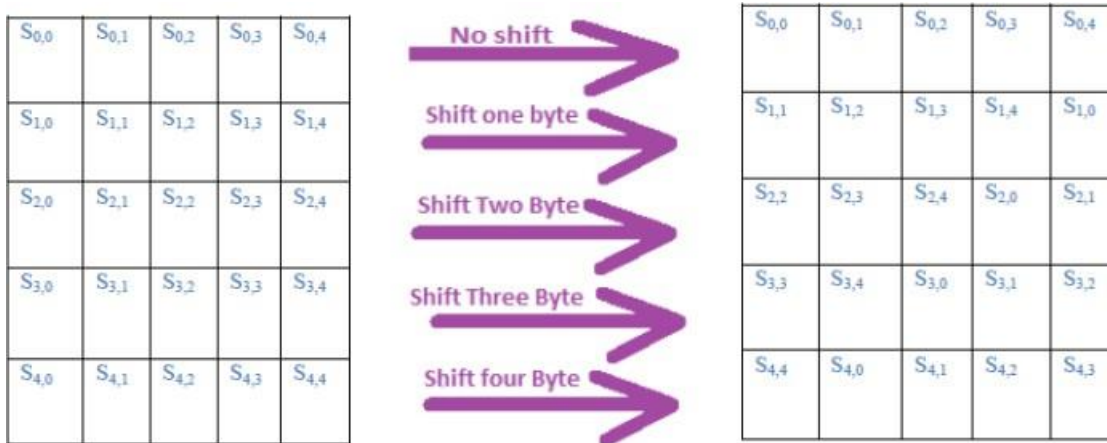 S0,0 S0,1 S0,2 S0,3 S0,4
No shift
S0,0 S0,1 S0,2 S0,3 S0,4
S1,0 S1,1 S1,2 S1,3 S1,4
Shift one byte
S1,1 S1,2 S1,3 S1,4 S1,0
S2,0 S2,1 S2,2 S2,3 S2,4
Shift Two Byte
S2,2 S2,3 S2,4 S2,0 S2,1
S3,0 S3,1 S3,2 S3,3 S3,4
Shift Three Byte
S3,3 S3,4 S3,0 S3,1 S3,2
S4,0 S4,1 S4,2 S4,3 S4,4
Shift four Byte
S4,4 S4,0 S4,1 S4,2 S4,3